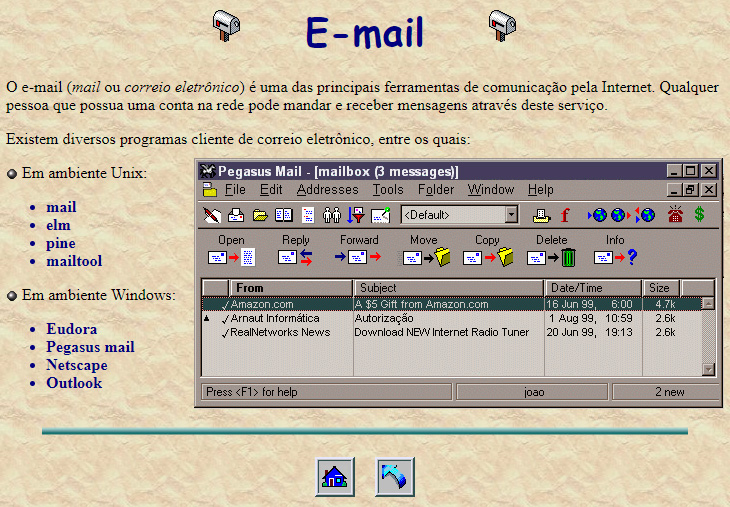 E-mail
O e-mail (mail ou correio eletrônico) é uma das principais ferramentas de comunicação pela Internet. Qualquer
pessoa que possua uma conta na rede pode mandar e receber mensagens através deste serviço.
Existem diversos programas cliente de correio eletrônico, entre os quais:
Em ambiente Unix:
mail
elm
pine
mailtool
Em ambiente Windows:
Eudora
Pegasus mail
Netscape
Outlook
Pegasus Mail - [mailbox (3 messages)]
File Edit Addresses Tools Folder Window Help
<Default>
Open Reply Forward Move Copy Delete Info
From Subject Date/Time Size
Amazon.com A $5 Gift from Amazon.com 16 Jun 99, 6:00 4.7k
Arnaut Informática Autorização 1 Aug 99, 10:59 2.6k
RealNetworks News Download NEW Internet Radio Tuner 20 Jun 99, 19:13 2.6k
Press <F1> for help joao 2 new